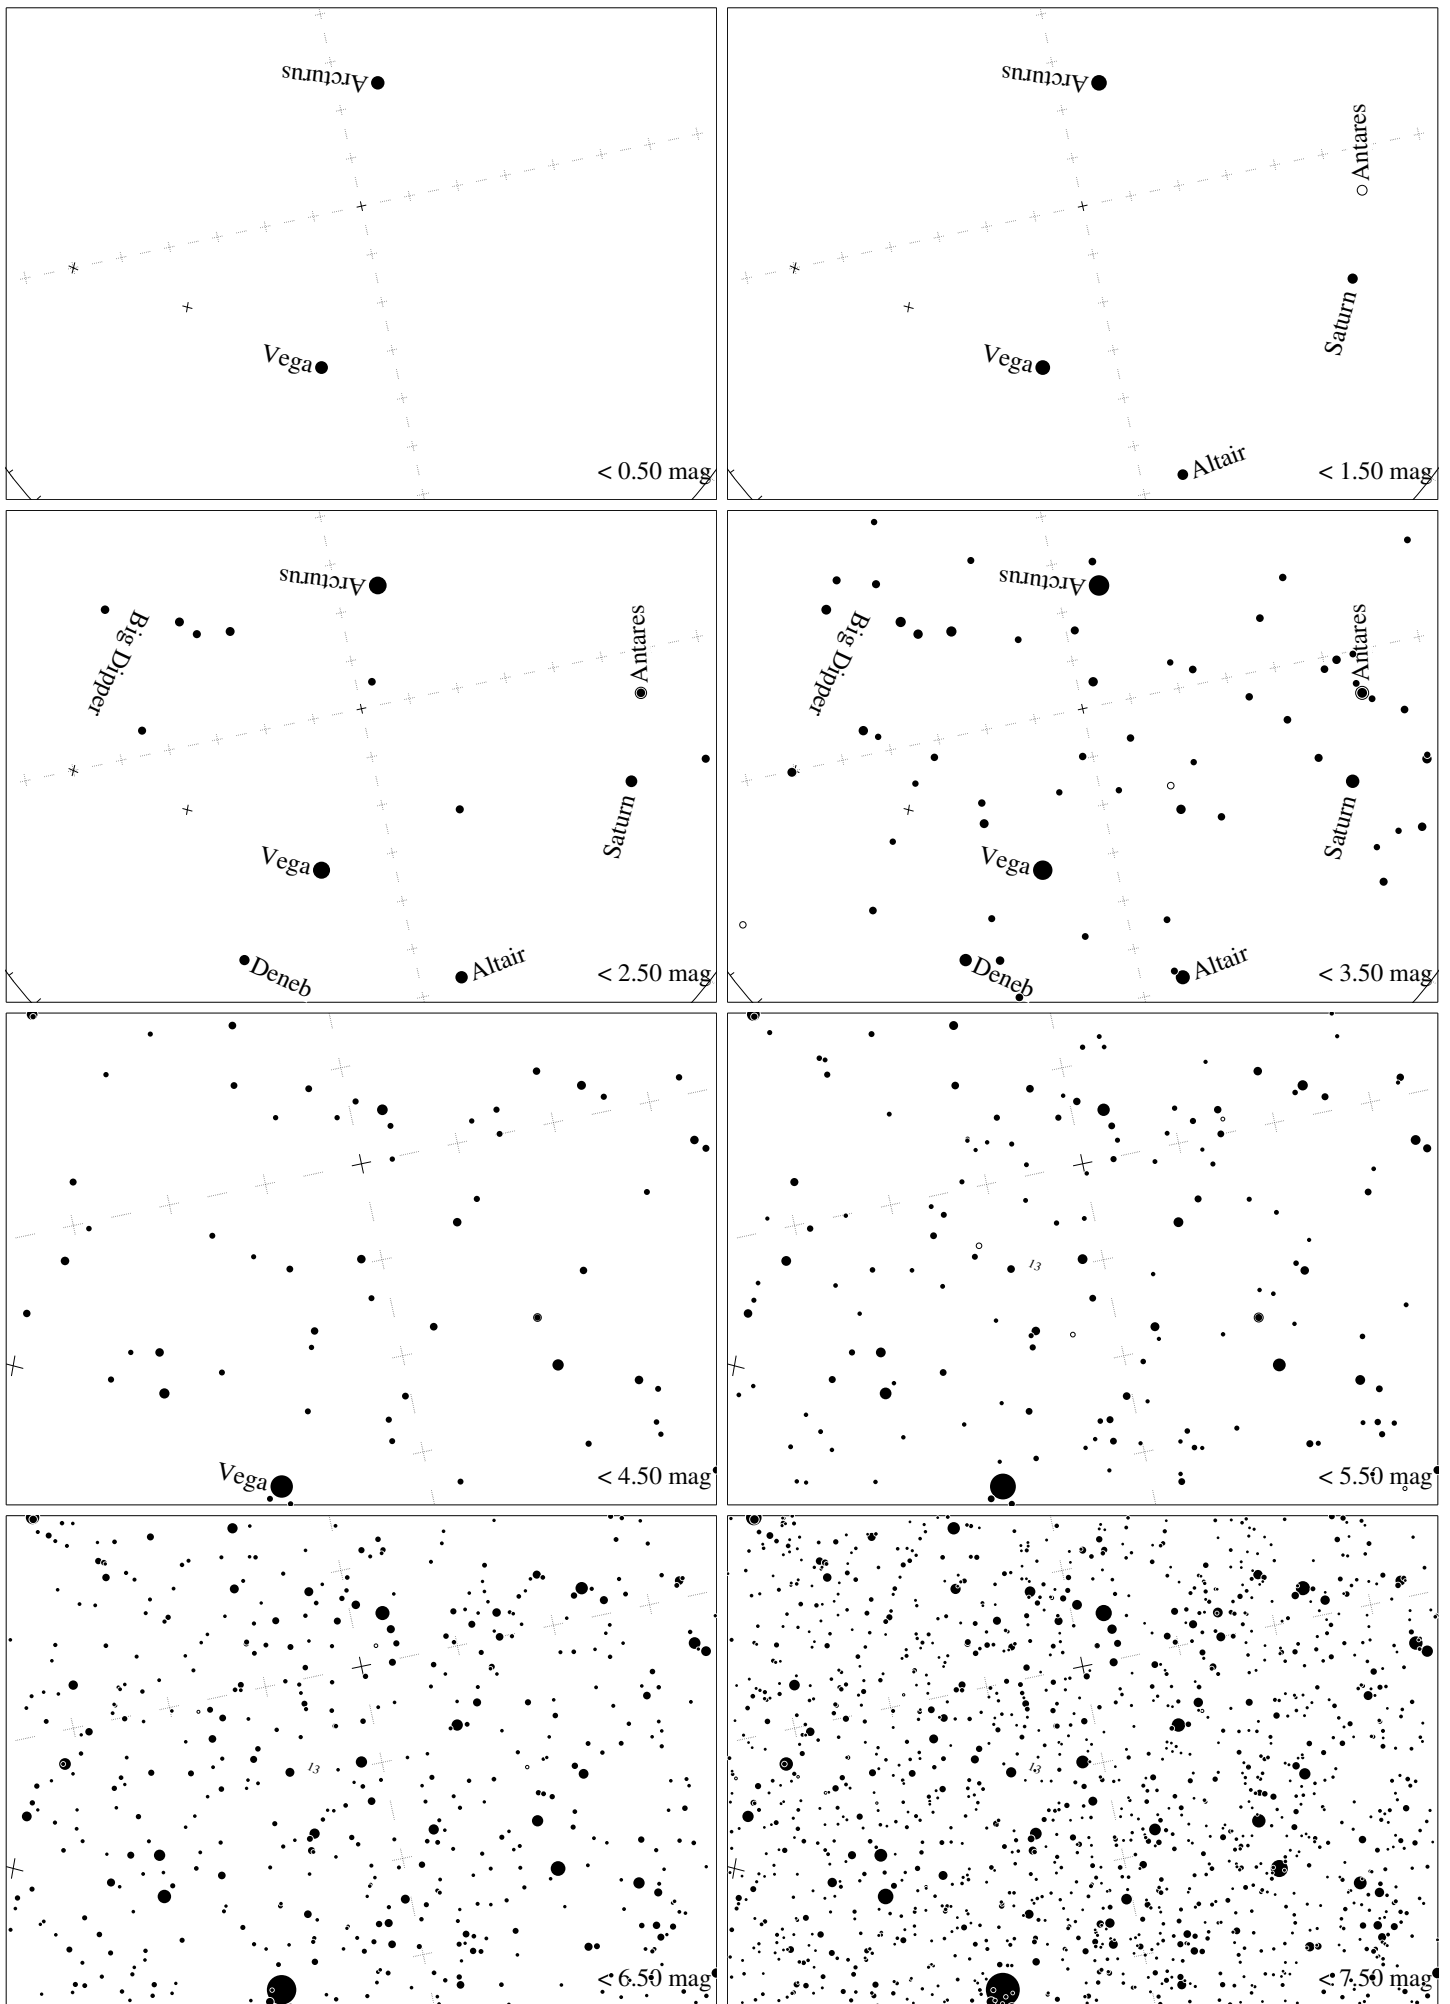 Arcturus
Vega
< 0.50 mag
Arcturus
Antares
Saturn
Vega
Altair
< 1.50 mag
Arcturus
Big Dipper
Antares
Saturn
Vega
Deneb
Altair
< 2.50 mag
Arcturus
Big Dipper
Antares
Saturn
Vega
Deneb
Altair
< 3.50 mag
Vega
< 4.50 mag
13
< 5.50 mag
13
< 6.50 mag
13
< 7.50 mag